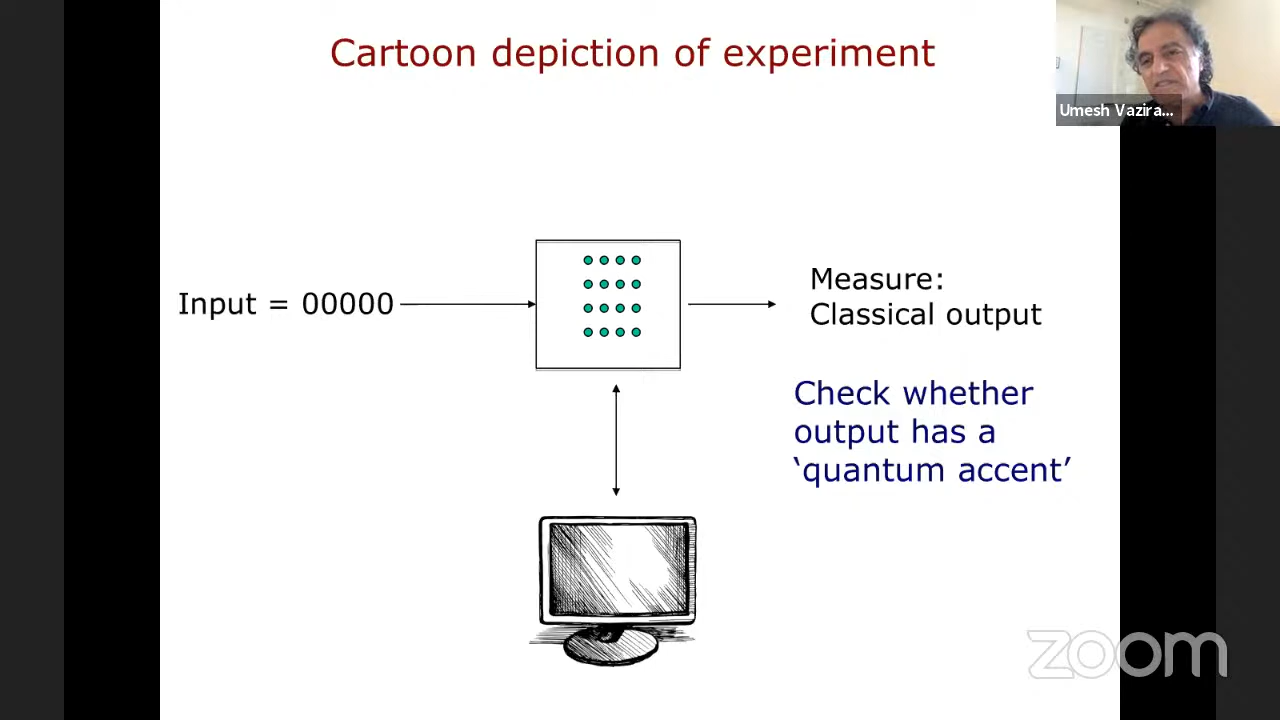 Cartoon depiction of experiment
Umesh Vazira...
Input = 00000
Measure:
Classical output
Check whether
output has a
‘quantum accent’
zoom